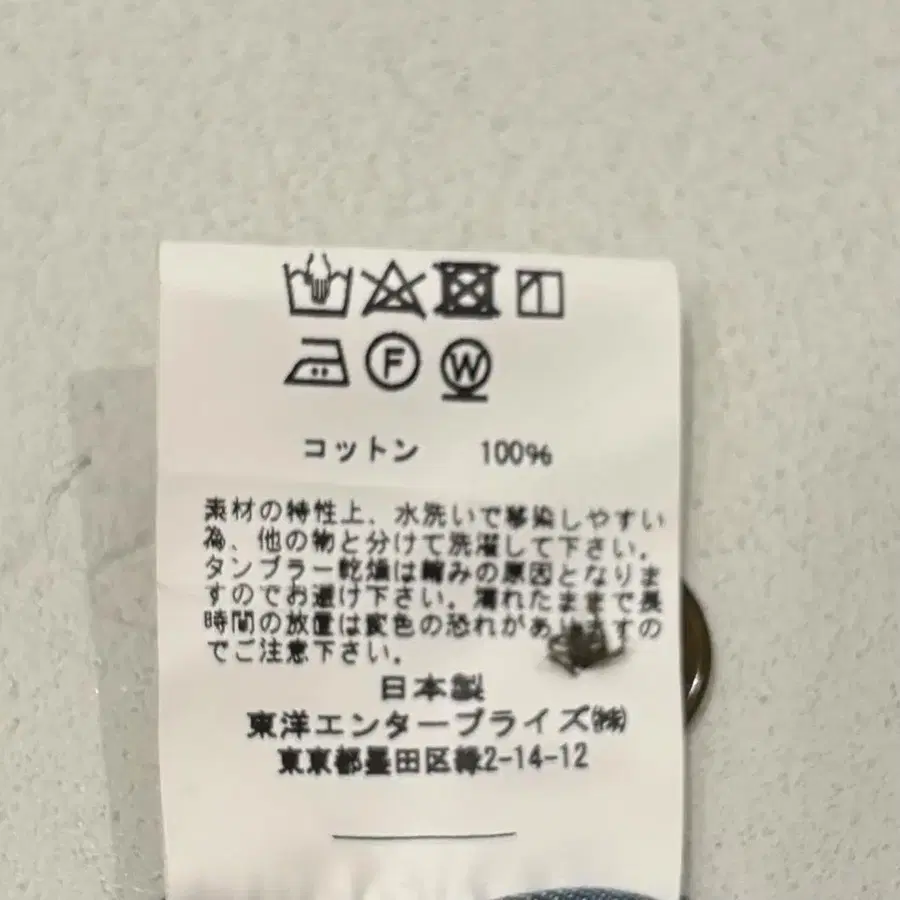 F W
コットン 100%
素材の特性上、水洗いで移染しやすい
為、他の物と分けて洗濯して下さい。
タンブラー乾燥は縮みの原因となりま
すのでお避け下さい。濡れたままで長
時間の放置は変色の恐れがありますの
でご注意下さい。
日本製
東洋エンタープライズ㈱
東京都墨田区緑2-14-12